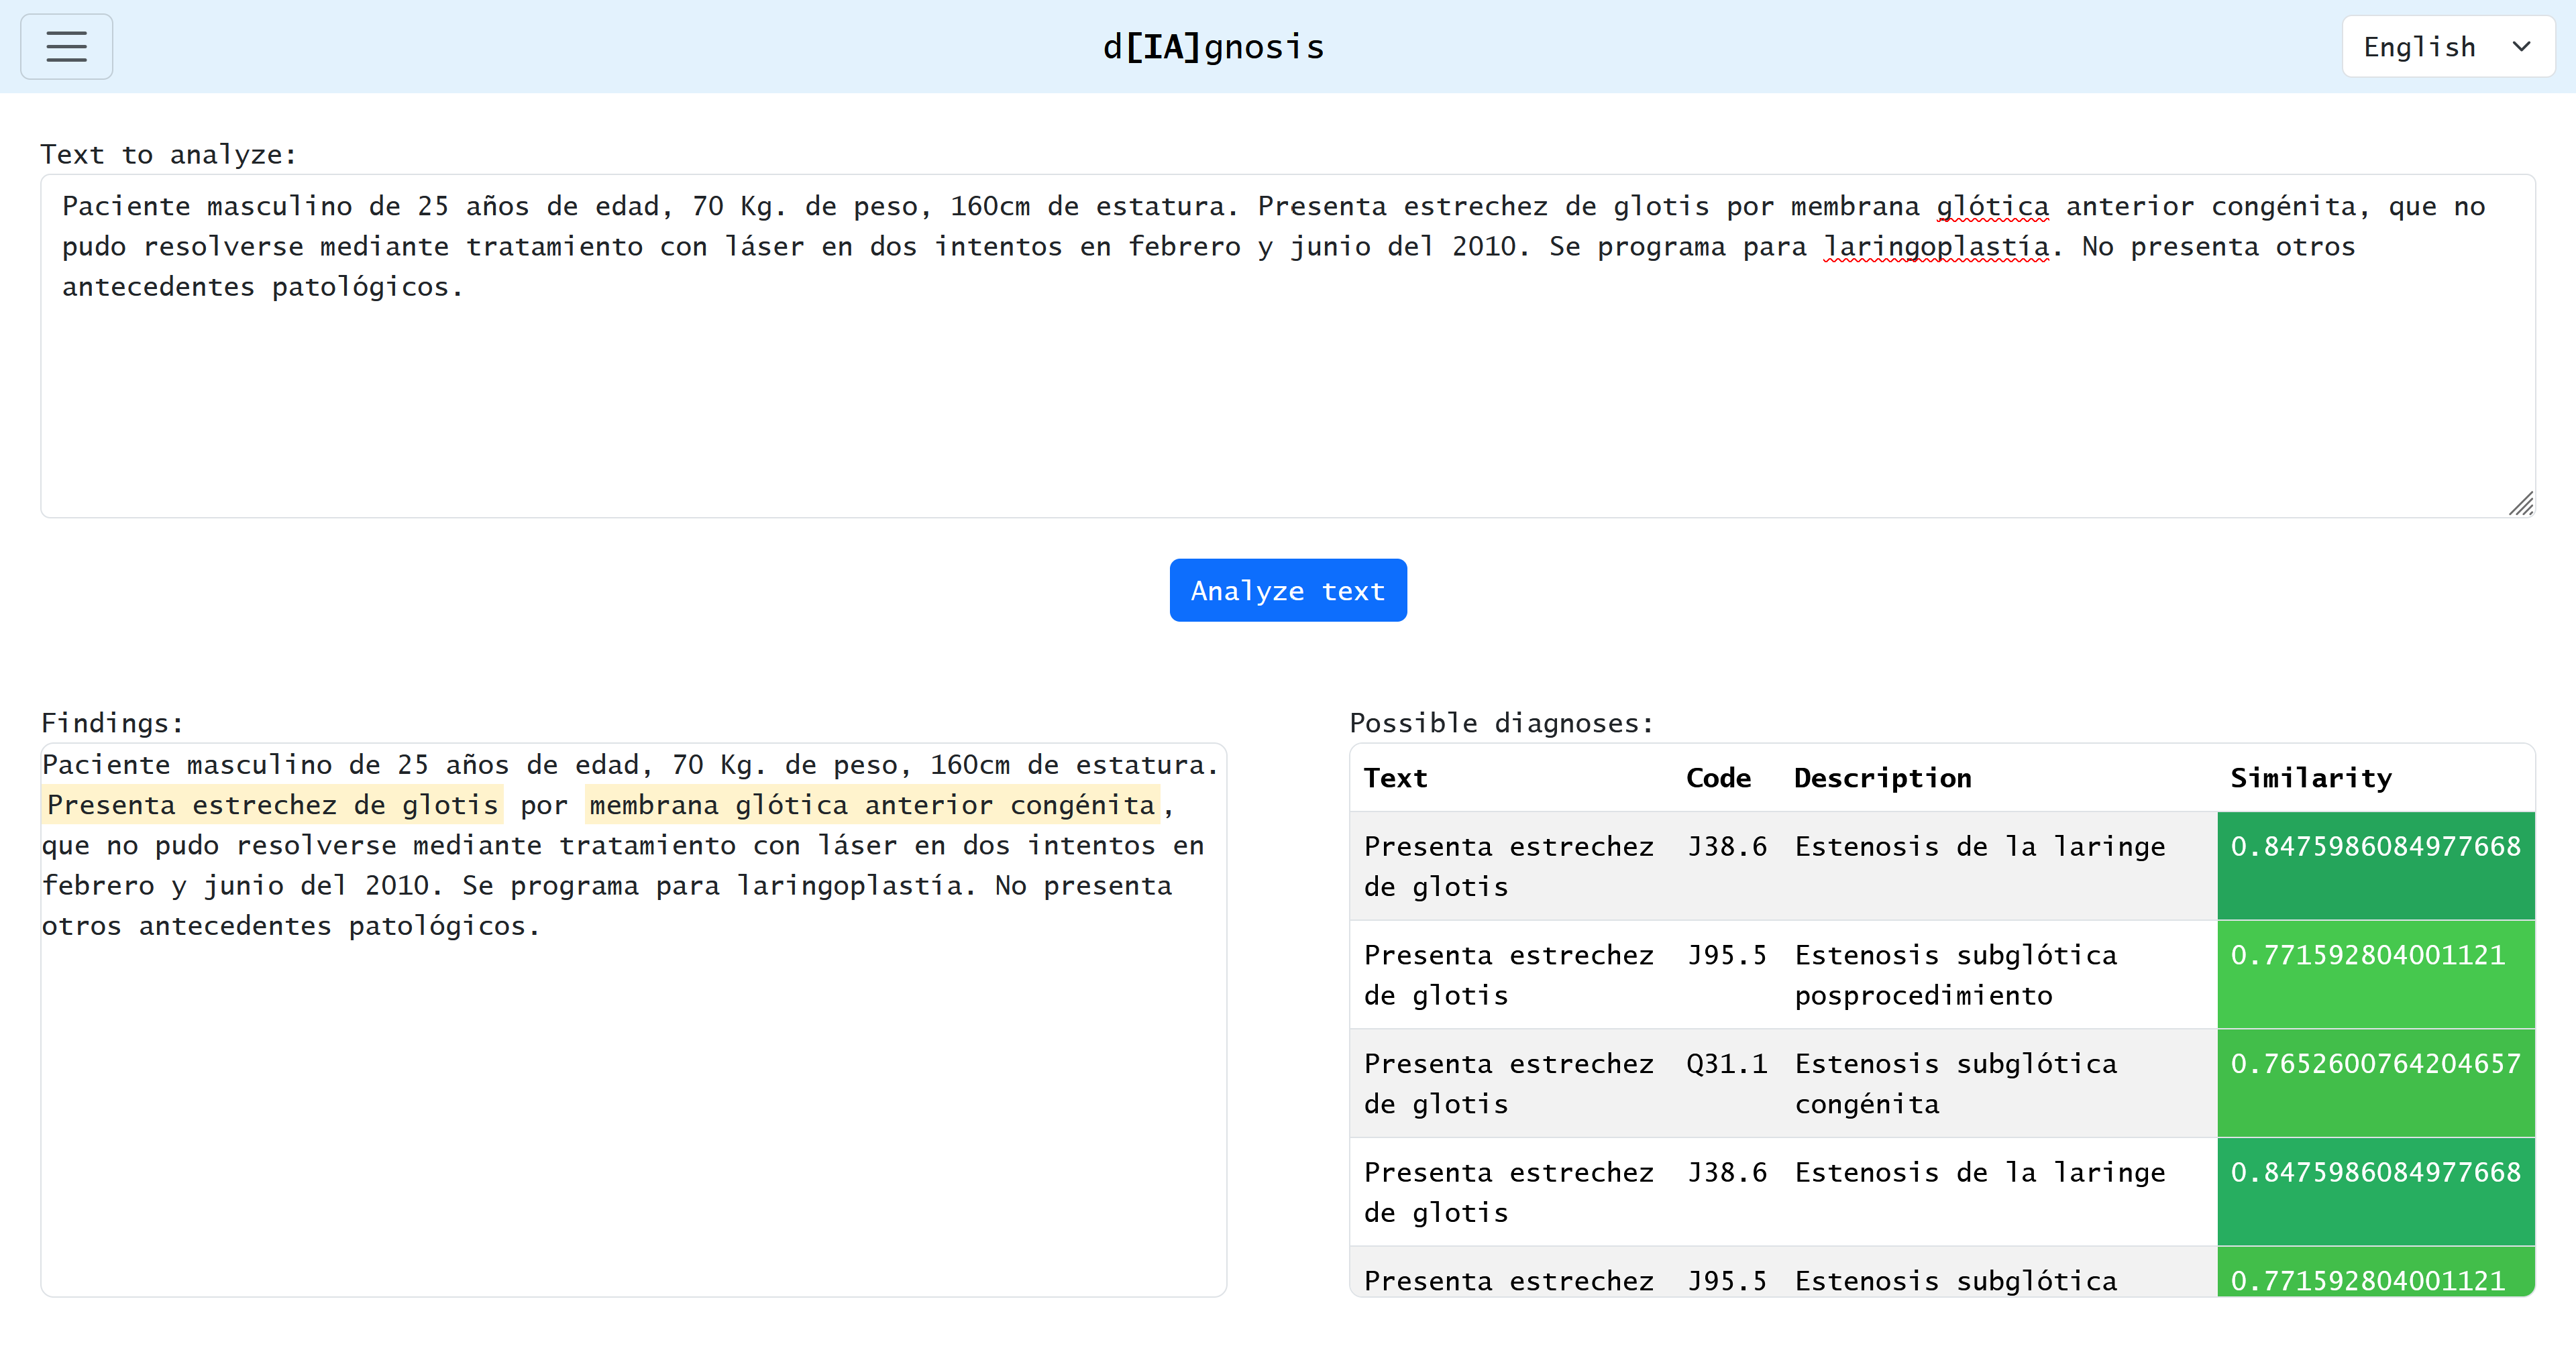 d[IA]gnosis
English
Text to analyze:
Paciente masculino de 25 años de edad, 70 Kg. de peso, 160cm de estatura. Presenta estrechez de glotis por membrana glótica anterior congénita, que no
pudo resolverse mediante tratamiento con láser en dos intentos en febrero y junio del 2010. Se programa para laringoplastía. No presenta otros
antecedentes patológicos.
Analyze text
Findings:
Paciente masculino de 25 años de edad, 70 Kg. de peso, 160cm de estatura.
Presenta estrechez de glotis por membrana glótica anterior congénita,
que no pudo resolverse mediante tratamiento con láser en dos intentos en
febrero y junio del 2010. Se programa para laringoplastía. No presenta
otros antecedentes patológicos.
Possible diagnoses:
Text Code Description Similarity
Presenta estrechez J38.6 Estenosis de la laringe 0.8475986084977668
de glotis
Presenta estrechez J95.5 Estenosis subglótica 0.771592804001121
de glotis posprocedimiento
Presenta estrechez Q31.1 Estenosis subglótica 0.7652600764204657
de glotis congénita
Presenta estrechez J38.6 Estenosis de la laringe 0.8475986084977668
de glotis
Presenta estrechez J95.5 Estenosis subglótica 0.771592804001121